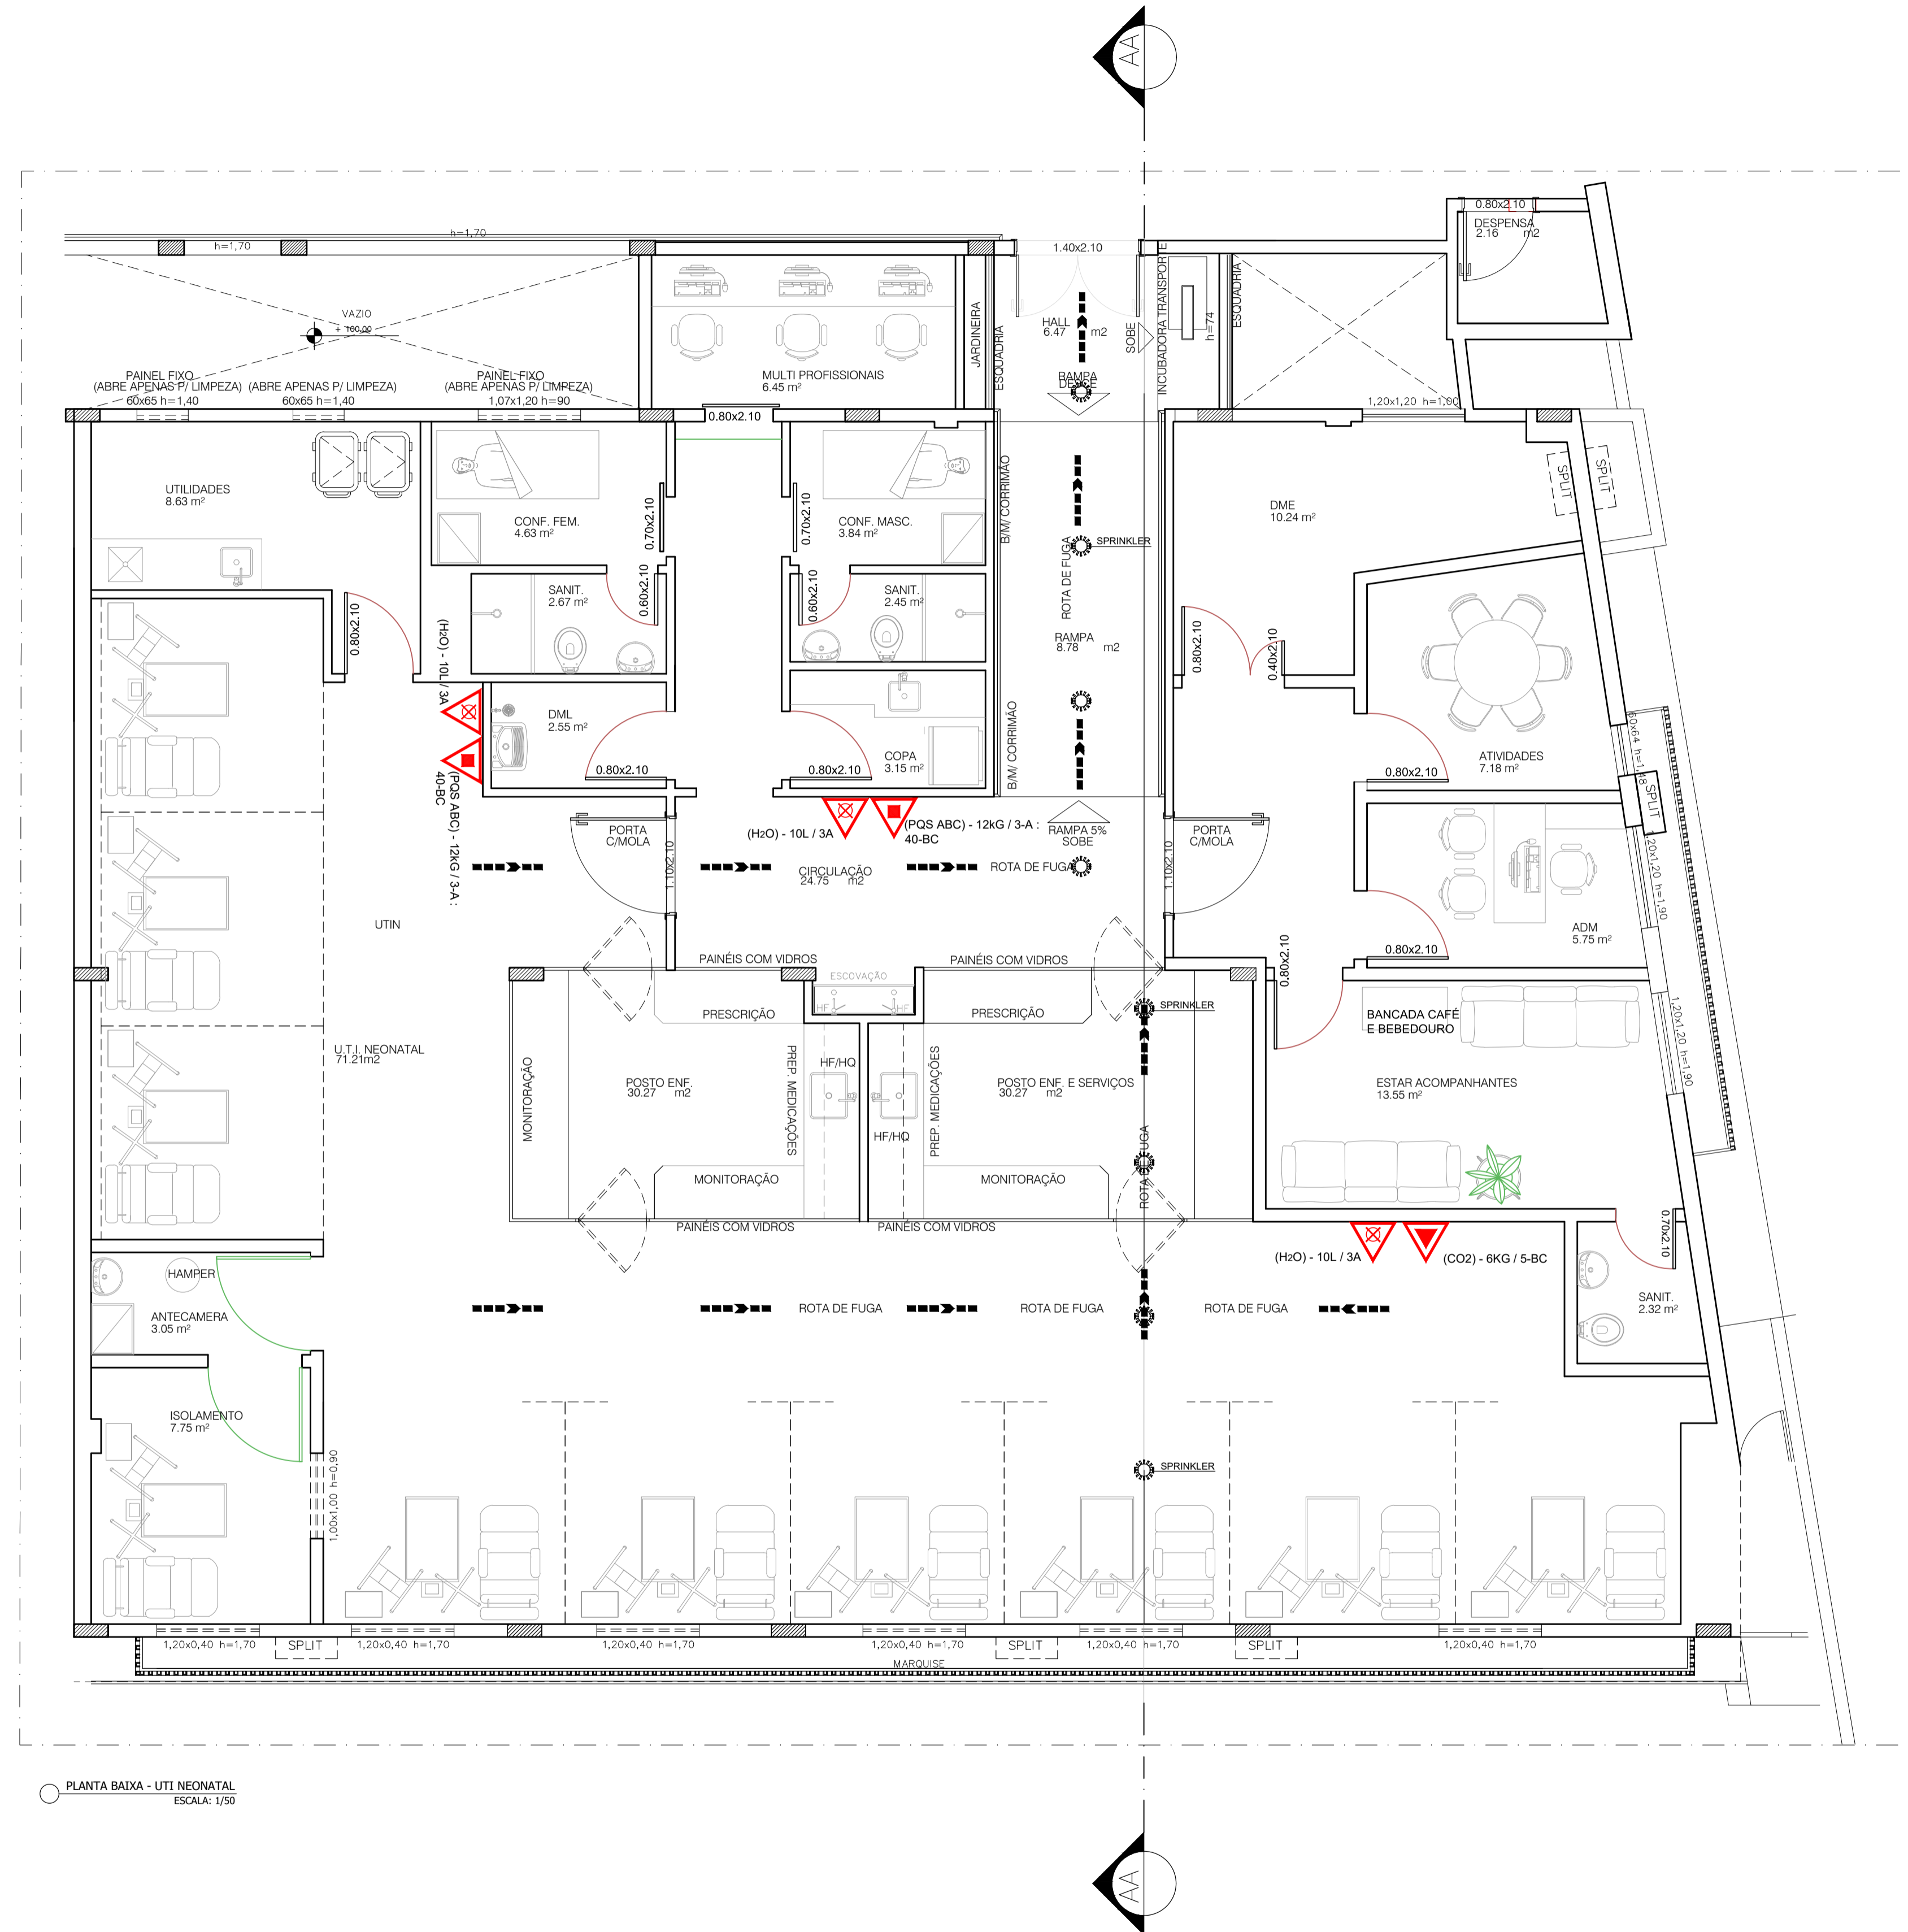 AA
0.80x2.10
DESPENSA
2.16 m2
h=1,70
h=1,70
1.40x2.10
VAZIO
+ 100,00
PAINEL FIXO
(ABRE APENAS P/ LIMPEZA)
60x65 h=1,40
(ABRE APENAS P/ LIMPEZA)
60x65 h=1,40
PAINEL FIXO
(ABRE APENAS P/ LIMPEZA)
1,07x1,20 h=90
MULTI PROFISSIONAIS
6.45 m²
JARDINEIRA
ESQUADRIA
HALL
6.47 m2
SOBE
RAMPA
DESCE
INCUBADORA TRANSPORTE
h=74
ESQUADRIA
1,20x1,20 h=1,00
0.80x2.10
UTILIDADES
8.63 m²
CONF. FEM.
4.63 m²
0.70x2.10
0.70x2.10
CONF. MASC.
3.84 m²
B/M/ CORRIMÃO
SPRINKLER
ROTA DE FUGA
DME
10.24 m²
SPLIT
SPLIT
0.80x2.10
SANIT.
2.67 m²
0.60x2.10
0.60x2.10
SANIT.
2.45 m²
RAMPA
8.78 m2
0.80x2.10
0.40x2.10
(H2O) - 10L / 3A
(PQS ABC) - 12kG / 3-A :
40-BC
DML
2.55 m²
0.80x2.10
COPA
3.15 m²
0.80x2.10
B/M/ CORRIMÃO
ATIVIDADES
7.18 m²
0.80x2.10
60x64 h=1,48
SPLIT
PORTA
C/MOLA
1.10x2.10
(H2O) - 10L / 3A
(PQS ABC) - 12kG / 3-A :
40-BC
RAMPA 5%
SOBE
PORTA
C/MOLA
1.10x2.10
CIRCULAÇÃO
24.75 m2
ROTA DE FUGA
1,20x1,20 h=1,90
UTIN
ADM
5.75 m²
0.80x2.10
0.80x2.10
PAINÉIS COM VIDROS
ESCOVAÇÃO
HF
HF
PAINÉIS COM VIDROS
PRESCRIÇÃO
PRESCRIÇÃO
SPRINKLER
BANCADA CAFÉ
E BEBEDOURO
1,20x1,20 h=1,90
U.T.I. NEONATAL
71.21m2
MONITORAÇÃO
POSTO ENF.
30.27 m2
PREP. MEDICAÇÕES
HF/HQ
HF/HQ
PREP. MEDICAÇÕES
POSTO ENF. E SERVIÇOS
30.27 m2
ROTA DE FUGA
ESTAR ACOMPANHANTES
13.55 m²
MONITORAÇÃO
MONITORAÇÃO
PAINÉIS COM VIDROS
PAINÉIS COM VIDROS
(H2O) - 10L / 3A
(CO2) - 6KG / 5-BC
0.70x2.10
HAMPER
ANTECAMERA
3.05 m²
ROTA DE FUGA
ROTA DE FUGA
ROTA DE FUGA
SANIT.
2.32 m²
ISOLAMENTO
7.75 m²
1,00x1,00 h=0,90
SPRINKLER
1,20x0,40 h=1,70
SPLIT
1,20x0,40 h=1,70
1,20x0,40 h=1,70
1,20x0,40 h=1,70
SPLIT
1,20x0,40 h=1,70
SPLIT
1,20x0,40 h=1,70
MARQUISE
PLANTA BAIXA - UTI NEONATAL
ESCALA: 1/50
AA